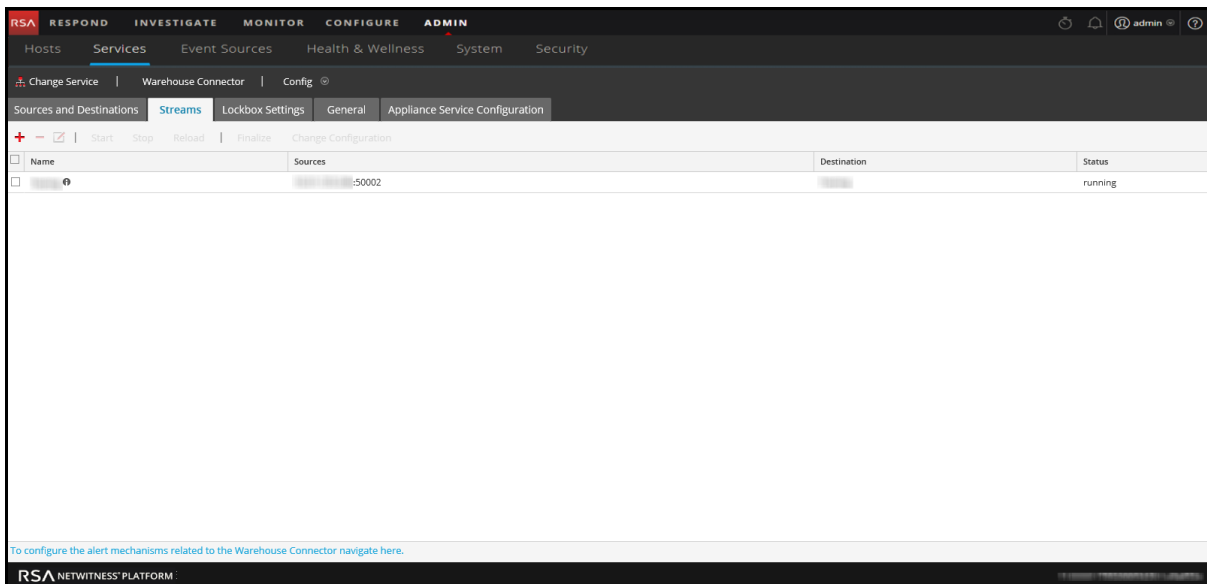 RSA RESPOND INVESTIGATE MONITOR CONFIGURE ADMIN admin
Hosts Services Event Sources Health & Wellness System Security
Change Service | Warehouse Connector | Config
Sources and Destinations Streams Lockbox Settings General Appliance Service Configuration
Start Stop Reload | Finalize Change Configuration
Name Sources Destination Status
:50002 running
To configure the alert mechanisms related to the Warehouse Connector navigate here.
RSA NETWITNESS® PLATFORM